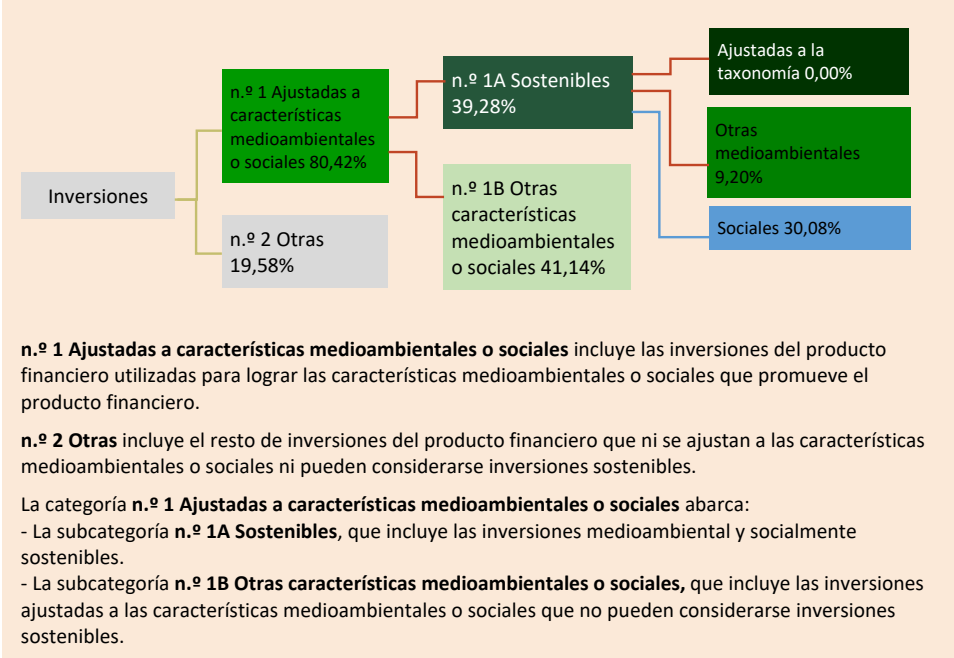 Inversiones
n.º 1 Ajustadas a
características
medioambientales
o sociales 80,42%
n.º 2 Otras
19,58%
n.º 1A Sostenibles
39,28%
n.º 1B Otras
características
medioambientales
o sociales 41,14%
Ajustadas a la
taxonomía 0,00%
Otras
medioambientales
9,20%
Sociales 30,08%
n.º 1 Ajustadas a características medioambientales o sociales incluye las inversiones del producto
financiero utilizadas para lograr las características medioambientales o sociales que promueve el
producto financiero.
n.º 2 Otras incluye el resto de inversiones del producto financiero que ni se ajustan a las características
medioambientales o sociales ni pueden considerarse inversiones sostenibles.
La categoría n.º 1 Ajustadas a características medioambientales o sociales abarca:
- La subcategoría n.º 1A Sostenibles, que incluye las inversiones medioambiental y socialmente
sostenibles.
- La subcategoría n.º 1B Otras características medioambientales o sociales, que incluye las inversiones
ajustadas a las características medioambientales o sociales que no pueden considerarse inversiones
sostenibles.